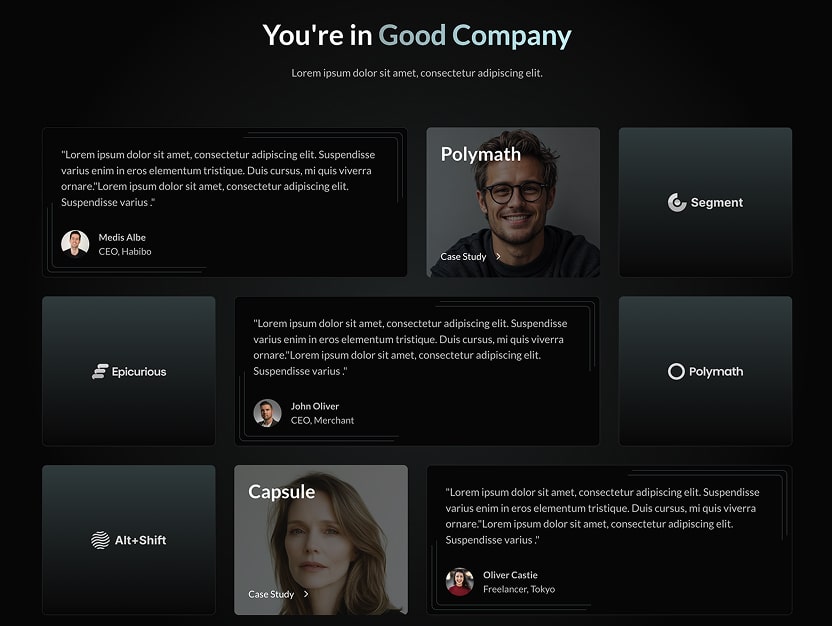 You're in Good Company
Lorem ipsum dolor sit amet, consectetur adipiscing elit.
"Lorem ipsum dolor sit amet, consectetur adipiscing elit. Suspendisse
varius enim in eros elementum tristique. Duis cursus, mi quis viverra
ornare."Lorem ipsum dolor sit amet, consectetur adipiscing elit.
Suspendisse varius ."
Medis Albe
CEO, Habibo
Polymath
Case Study
Segment
Epicurious
"Lorem ipsum dolor sit amet, consectetur adipiscing elit. Suspendisse
varius enim in eros elementum tristique. Duis cursus, mi quis viverra
ornare."Lorem ipsum dolor sit amet, consectetur adipiscing elit.
Suspendisse varius ."
John Oliver
CEO, Merchant
Polymath
Alt+Shift
Capsule
Case Study
"Lorem ipsum dolor sit amet, consectetur adipiscing elit. Suspendisse
varius enim in eros elementum tristique. Duis cursus, mi quis viverra
ornare."Lorem ipsum dolor sit amet, consectetur adipiscing elit.
Suspendisse varius ."
Oliver Castie
Freelancer, Tokyo